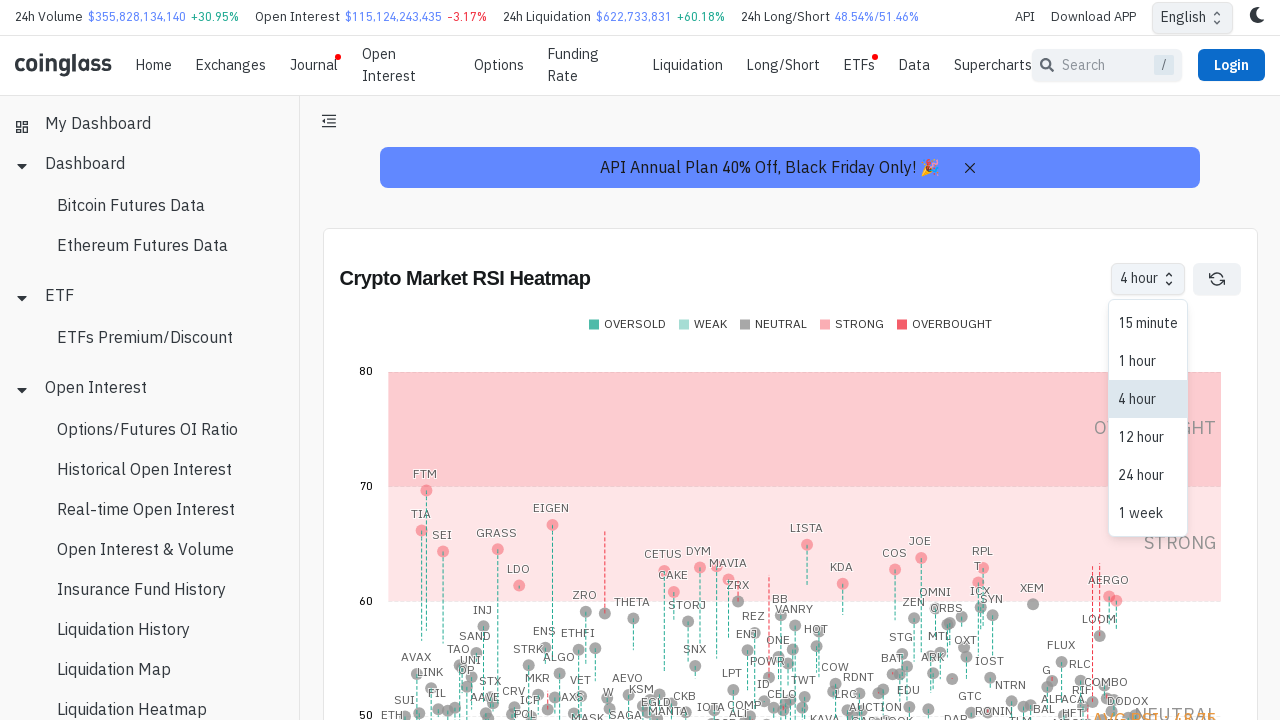 24h Volume $355,828,134,140 +30.95% Open Interest $115,124,243,435 -3.17% 24h Liquidation $622,733,831 +60.18% 24h Long/Short 48.54%/51.46% API Download APP English
coinglass Home Exchanges Journal Open Interest Options Funding Rate Liquidation Long/Short ETFs Data Supercharts Search / Login
My Dashboard
Dashboard
Bitcoin Futures Data
Ethereum Futures Data
ETF
ETFs Premium/Discount
Open Interest
Options/Futures OI Ratio
Historical Open Interest
Real-time Open Interest
Open Interest & Volume
Insurance Fund History
Liquidation History
Liquidation Map
Liquidation Heatmap
API Annual Plan 40% Off, Black Friday Only! 🎉
Crypto Market RSI Heatmap
4 hour
15 minute
1 hour
4 hour
12 hour
24 hour
1 week
OVERSOLD WEAK NEUTRAL STRONG OVERBOUGHT
80
70
FTM
TIA
EIGEN
SEI
GRASS
LISTA
JOE
STRONG
CETUS DYM
COS
RPL
LDO
CAKE
MAVIA
KDA
AERGO
60
ZRX
ZRO
THETA
STORJ
BB
OMNI
ICX
XEM
INJ
REZ
VANRY
ZEN
ORBS
SYN
LOOM
SAND
ENS
ETHFI
ENJ
ONE
HOT
STG
MTL
OXT
FLUX
AVAX
TAO
UNI
STRK
ALGO
SNX
POWR
BAT
ARK
IOST
RLC
LINK
OP
MKR
VET
AEVO
LPT
ID
TWT
COW
RDNT
NTRN
G
COMBO
SUI
FIL
STX
AAVE
CRV
W
KSM
EGLD
CKB
COMP
CELO
LRC
EDU
GTC
ALPACA
RIF
DODOX
50
ETH
POL
ICP
MASK
SAGA
MANTA
IOTA
KAVA
AUCTION
DAR
RONIN
BAL
NEUTRAL